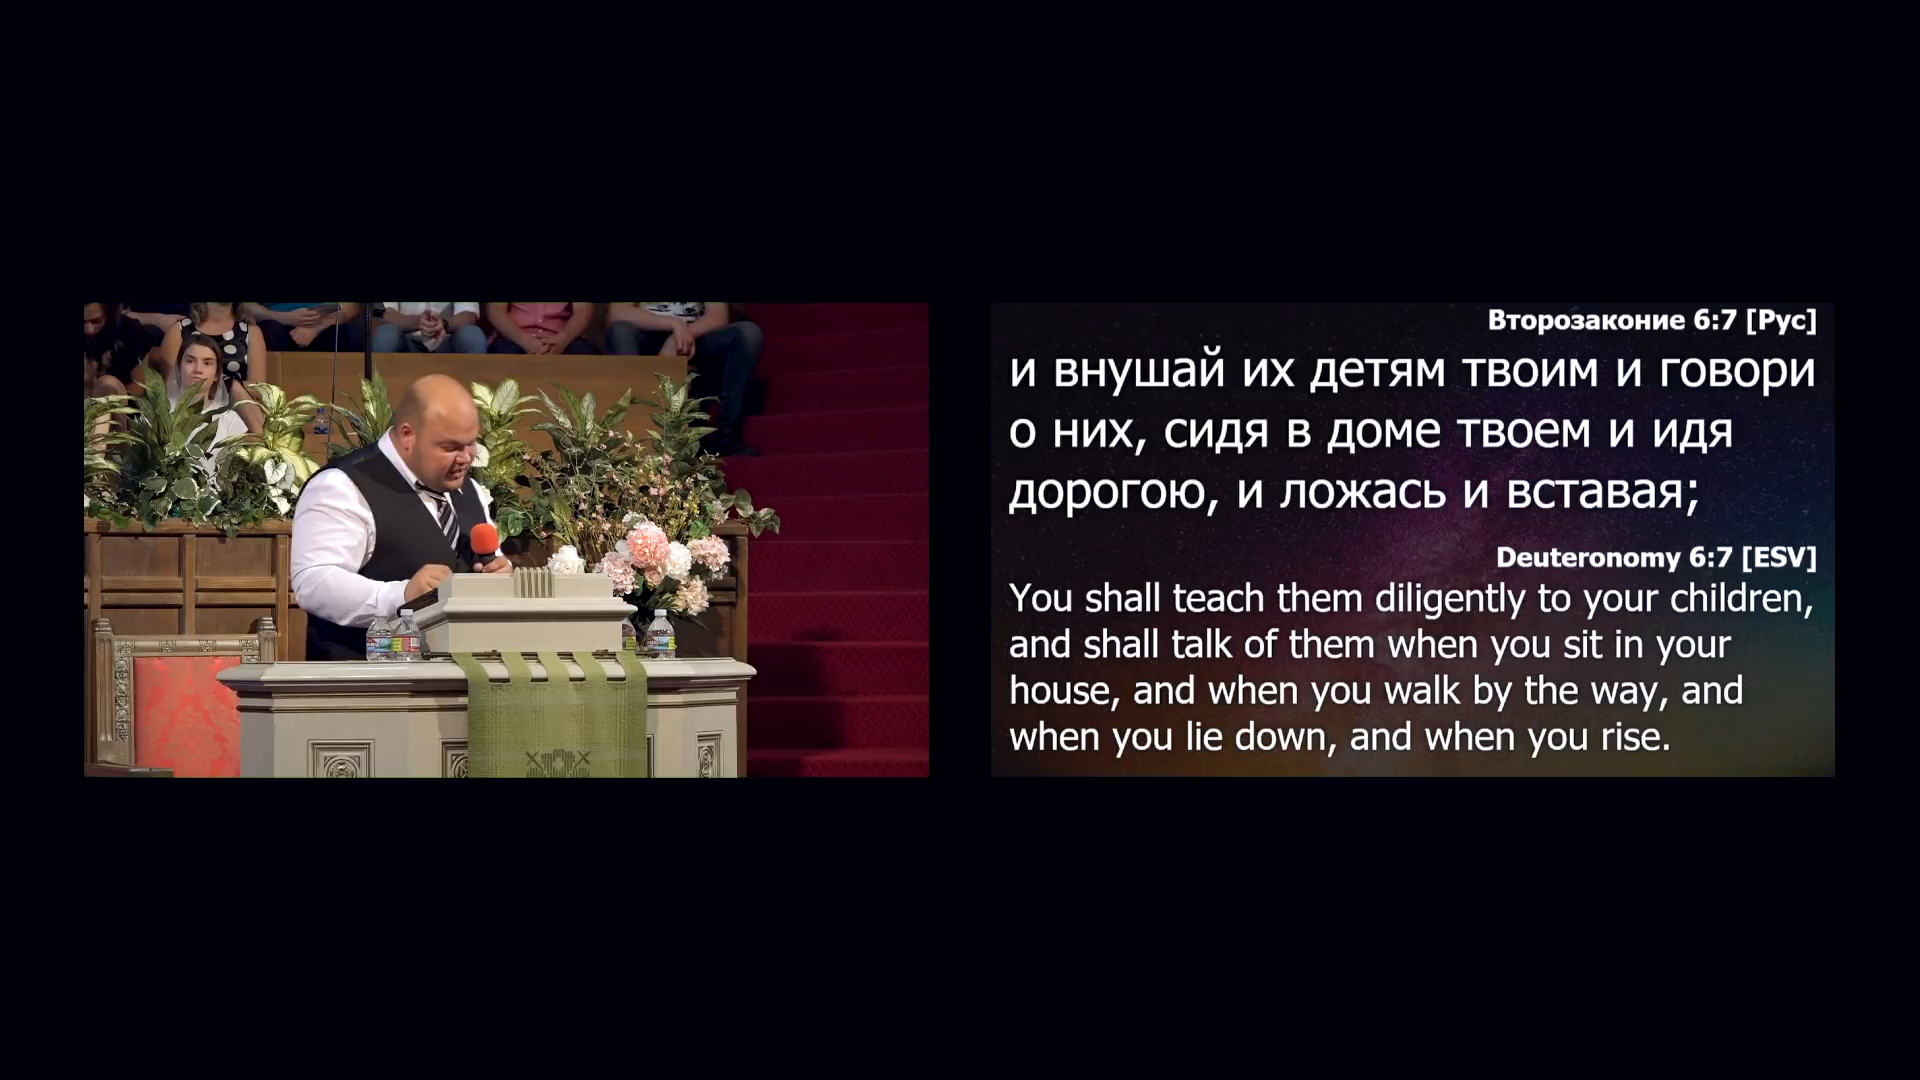 Второзаконие 6:7 [Рус]
и внушай их детям твоим и говори
о них, сидя в доме твоем и идя
дорогою, и ложась и вставая;
Deuteronomy 6:7 [ESV]
You shall teach them diligently to your children,
and shall talk of them when you sit in your
house, and when you walk by the way, and
when you lie down, and when you rise.